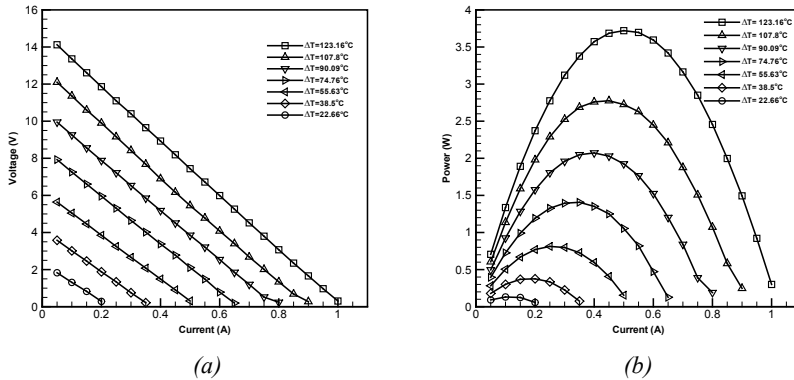 16
14
12
10
8
6
4
2
0
Voltage (V)
0
0.2
0.4
0.6
0.8
1
Current (A)
ΔT=123.16°C
ΔT=107.8°C
ΔT=90.09°C
ΔT=74.76°C
ΔT=55.63°C
ΔT=38.5°C
ΔT=22.66°C
(a)
4
3.5
3
2.5
2
1.5
1
0.5
0
Power (W)
0
0.2
0.4
0.6
0.8
1
Current (A)
ΔT= 123.16°C
ΔT= 107.8°C
ΔT= 90.09°C
ΔT= 74.76°C
ΔT= 55.63°C
ΔT= 38.5°C
ΔT= 22.66°C
(b)